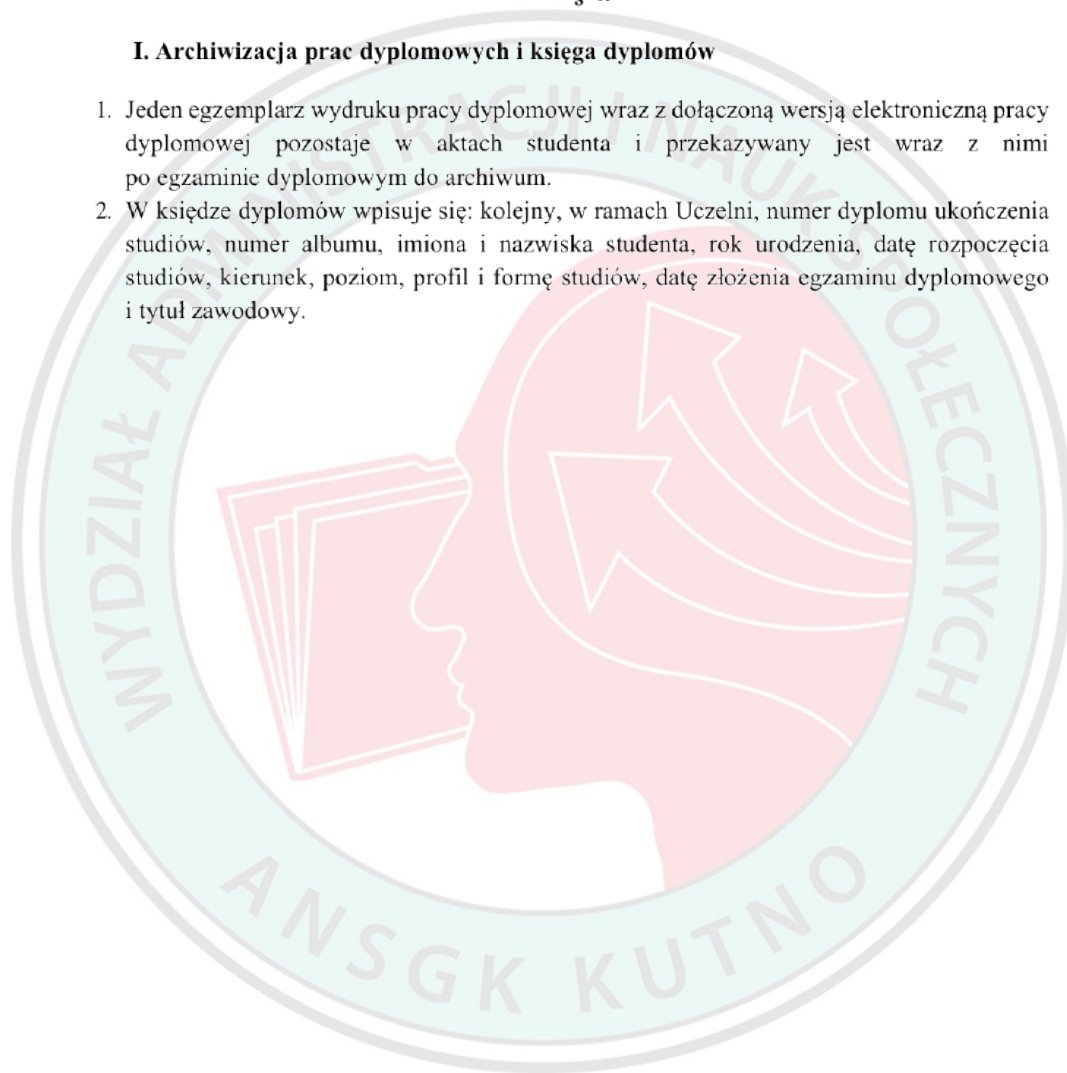 I. Archiwizacja prac dyplomowych i księga dyplomów
1. Jeden egzemplarz wydruku pracy dyplomowej wraz z dołączoną wersją elektroniczną pracy
dyplomowej pozostaje w aktach studenta i przekazywany jest wraz z nimi
po egzaminie dyplomowym do archiwum.
2. W księdze dyplomów wpisuje się: kolejny, w ramach Uczelni, numer dyplomu ukończenia
studiów, numer albumu, imiona i nazwiska studenta, rok urodzenia, datę rozpoczęcia
studiów, kierunek, poziom, profil i formę studiów, datę złożenia egzaminu dyplomowego
i tytuł zawodowy.
WYDZIAŁ ADMINISTRACJI I NAUK SPOŁECZNYCH
ANSGK KUTNO